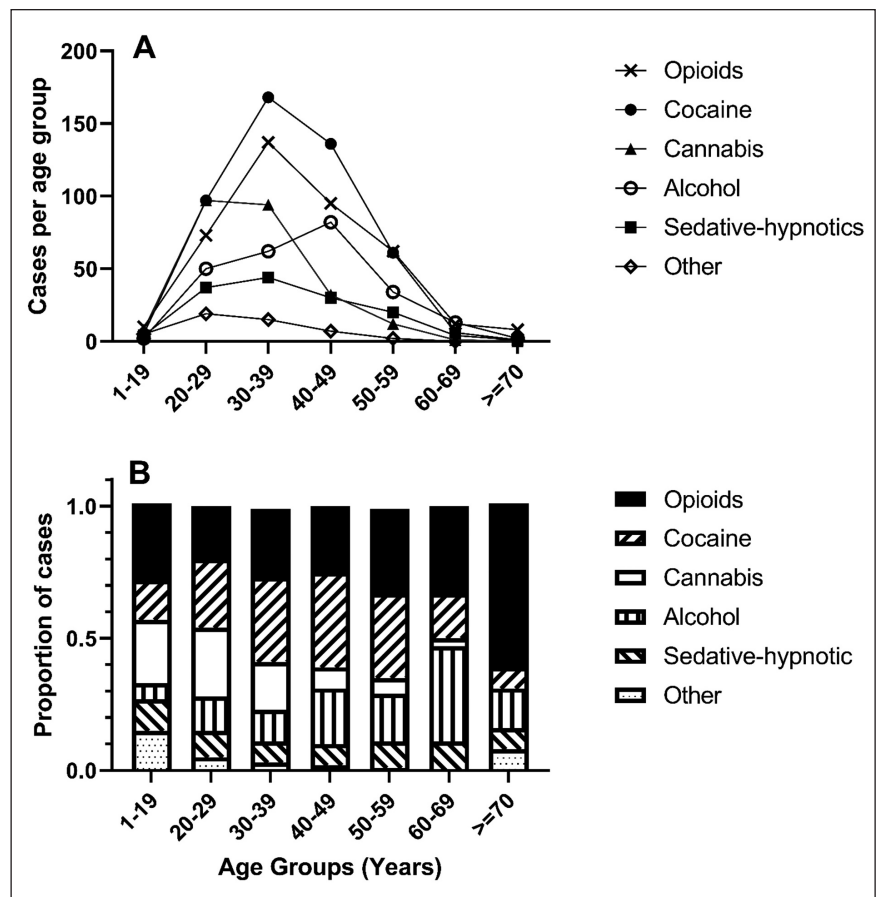 A
200
150
100
50
0
Cases per age group
1-19
20-29
30-39
40-49
50-59
60-69
>=70
Opioids
Cocaine
Cannabis
Alcohol
Sedative-hypnotics
Other
B
1.0
0.5
0.0
Proportion of cases
1-19
20-29
30-39
40-49
50-59
60-69
>=70
Age Groups (Years)
Opioids
Cocaine
Cannabis
Alcohol
Sedative-hypnotic
Other